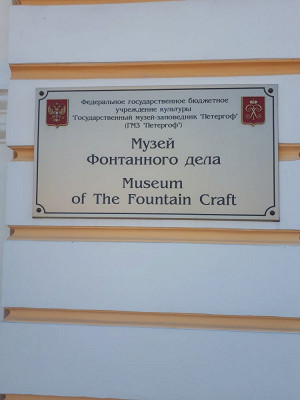 Федеральное государственное бюджетное
учреждение культуры
"Государственный музей-заповедник "Петергоф"
(ГМЗ "Петергоф")
Музей
Фонтанного дела
Museum
of The Fountain Craft